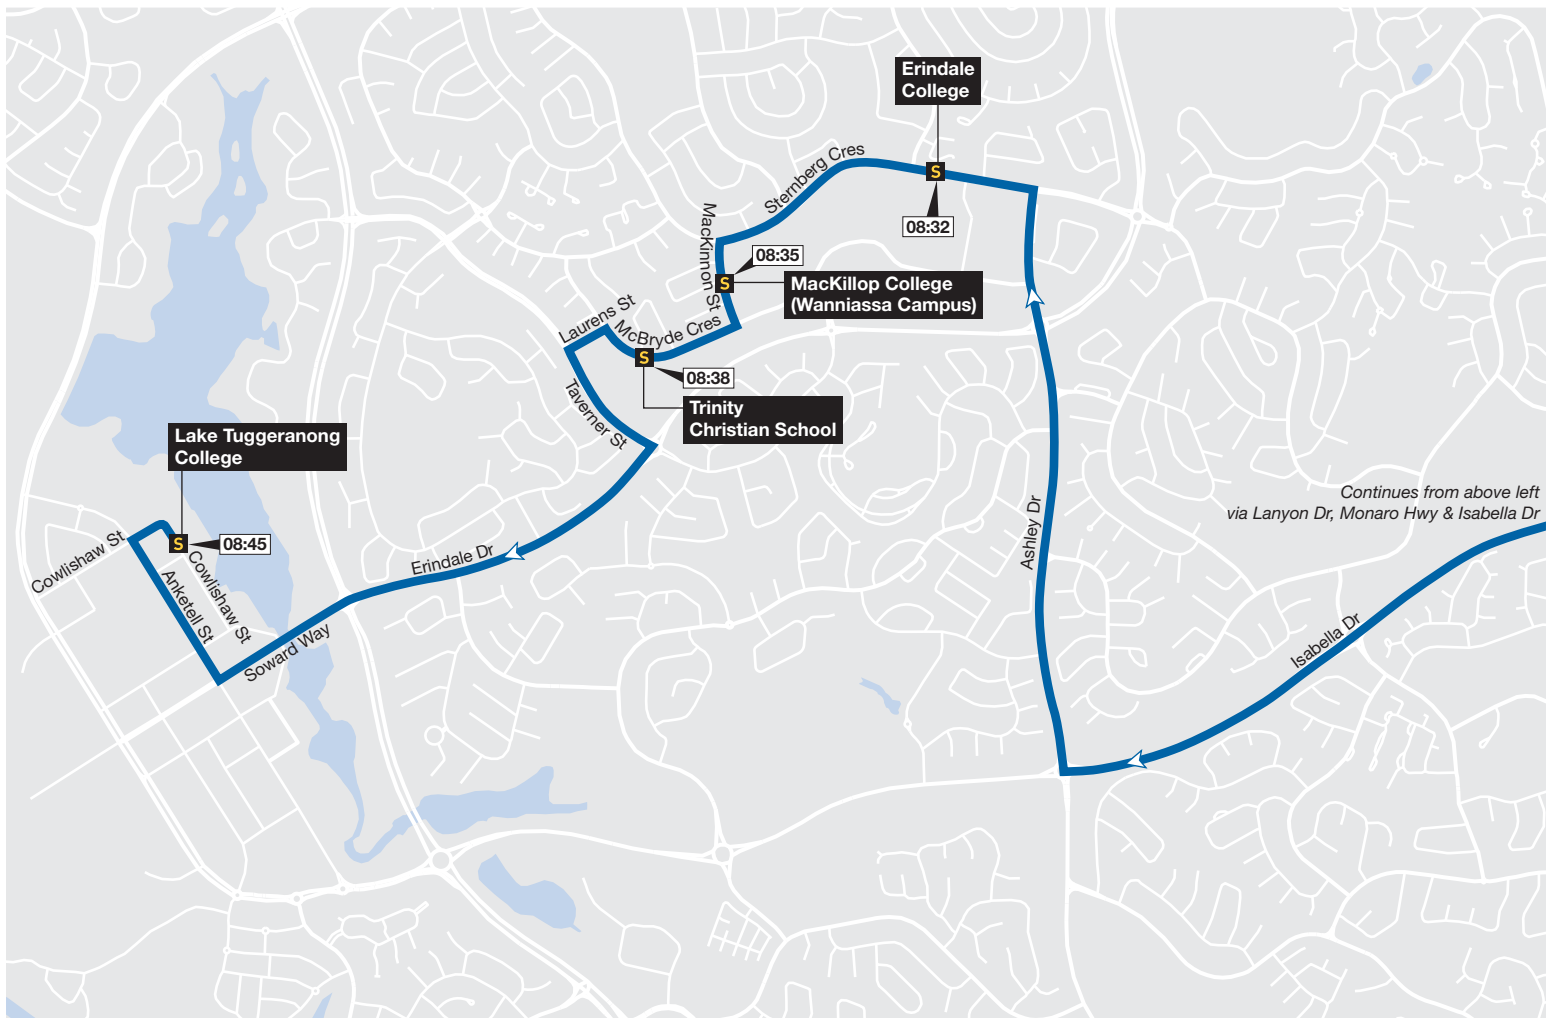 Erindale
College
S
08:32
Sternberg Cres
MacKinnon St
08:35
S
MacKillop College
(Wanniassa Campus)
Laurens St
McBryde Cres
S
08:38
Trinity
Christian School
Taverner St
Lake Tuggeranong
College
S
08:45
Cowlishaw St
Cowlishaw St
Anketell St
Soward Way
Erindale Dr
Ashley Dr
Continues from above left
via Lanyon Dr, Monaro Hwy & Isabella Dr
Isabella Dr